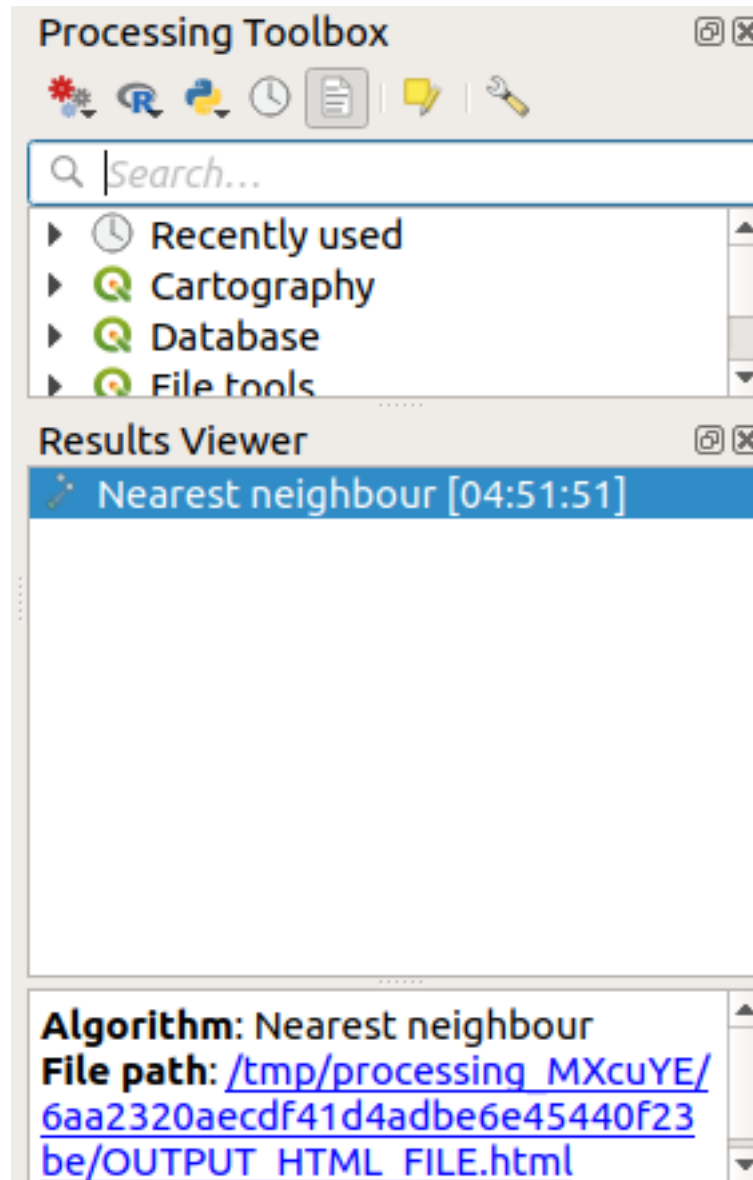 Processing Toolbox
Search...
Recently used
Cartography
Database
File tools
Results Viewer
Nearest neighbour [04:51:51]
Algorithm: Nearest neighbour
File path: /tmp/processing_MXcuYE/
6aa2320aecdf41d4adbe6e45440f23
be/OUTPUT_HTML_FILE.html